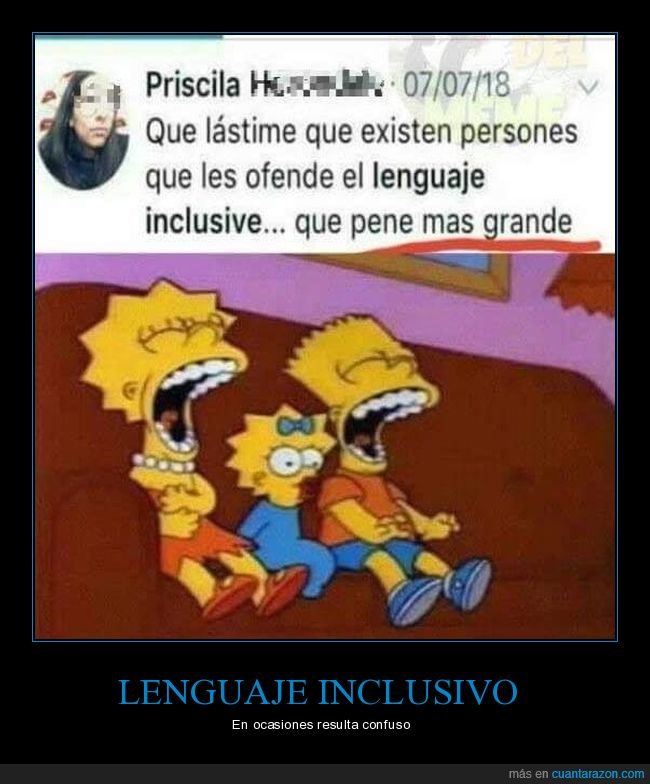 Priscila · 07/07/18
Que lástime que existen persones
que les ofende el lenguaje
inclusive... que pene mas grande
LENGUAJE INCLUSIVO
En ocasiones resulta confuso
más en cuantarazon.com